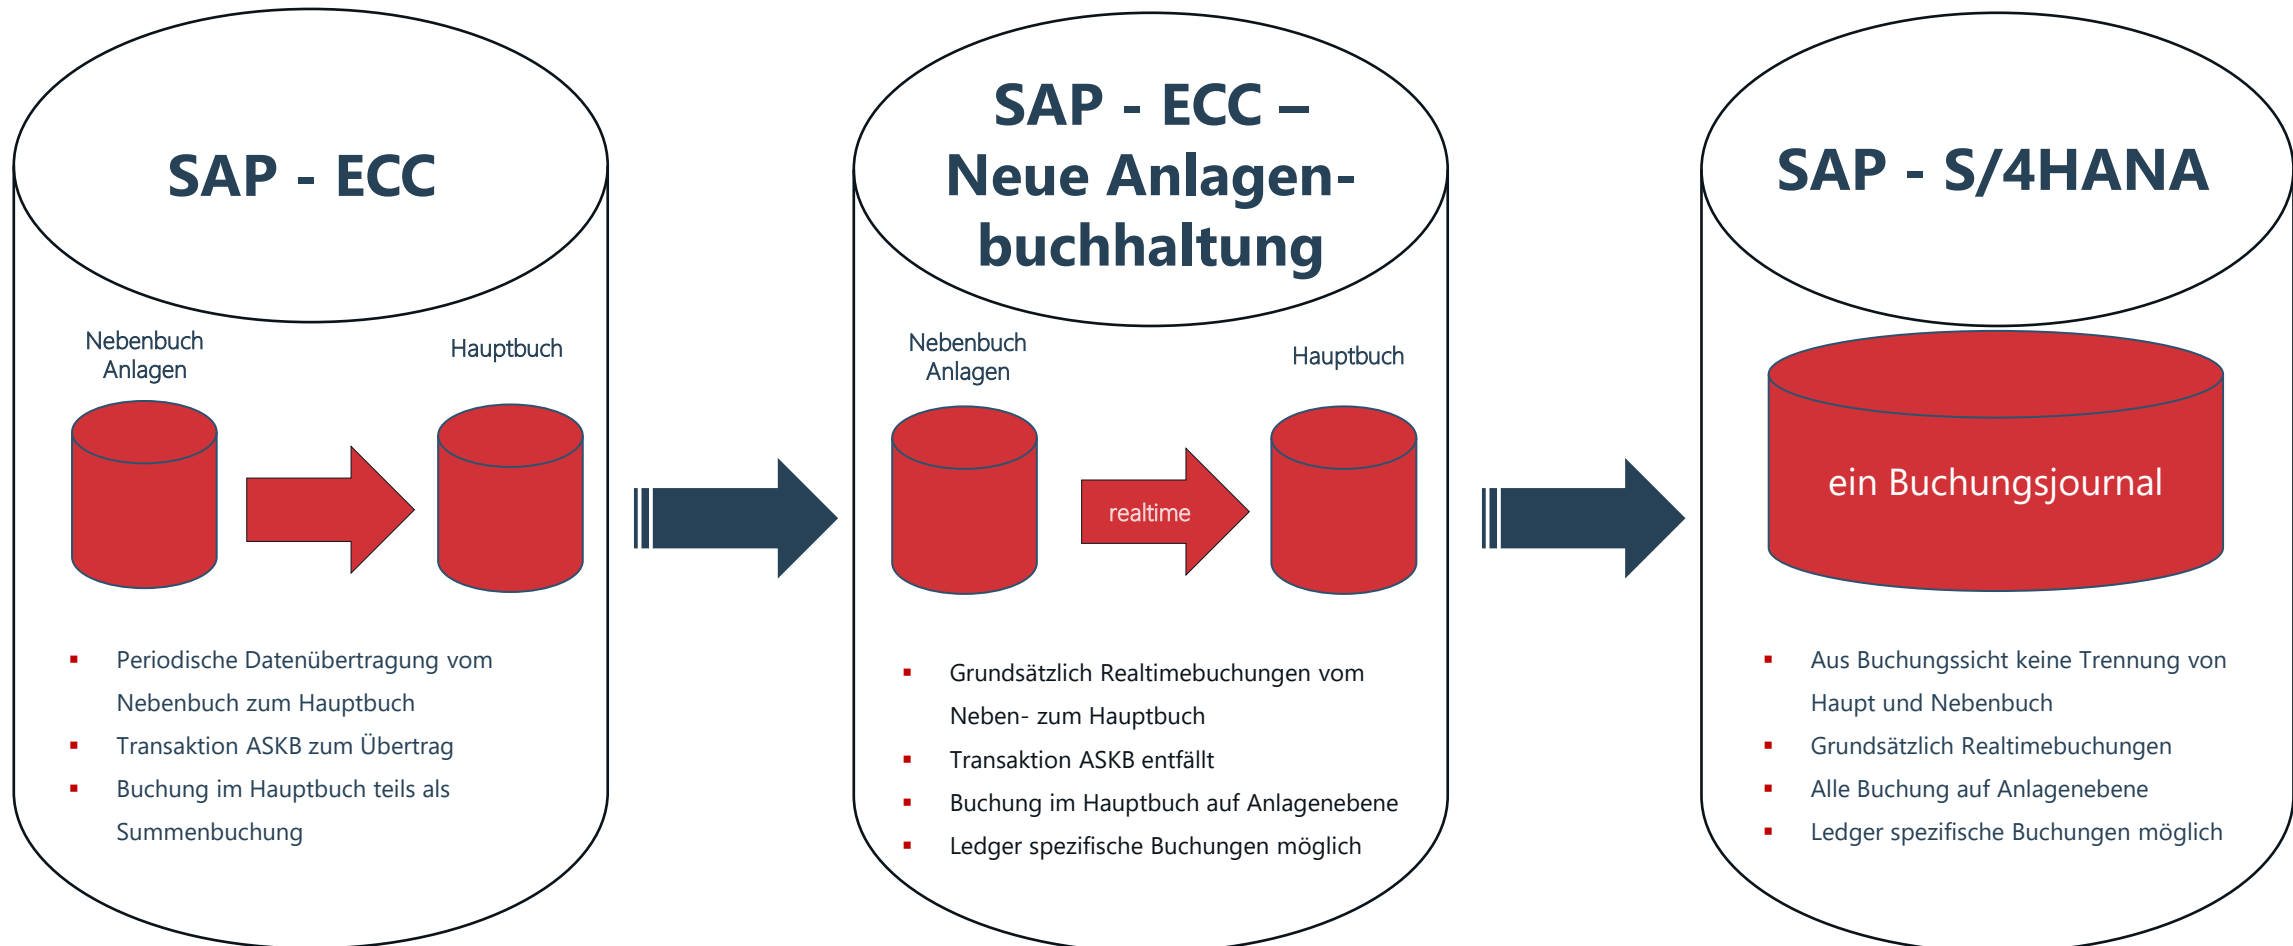 SAP - ECC
Nebenbuch
Anlagen
Hauptbuch
▪ Periodische Datenübertragung vom
Nebenbuch zum Hauptbuch
▪ Transaktion ASKB zum Übertrag
▪ Buchung im Hauptbuch teils als
Summenbuchung
SAP - ECC –
Neue Anlagen-
buchhaltung
Nebenbuch
Anlagen
Hauptbuch
realtime
▪ Grundsätzlich Realtimebuchungen vom
Neben- zum Hauptbuch
▪ Transaktion ASKB entfällt
▪ Buchung im Hauptbuch auf Anlagenebene
▪ Ledger spezifische Buchungen möglich
SAP - S/4HANA
ein Buchungsjournal
▪ Aus Buchungssicht keine Trennung von
Haupt und Nebenbuch
▪ Grundsätzlich Realtimebuchungen
▪ Alle Buchung auf Anlagenebene
▪ Ledger spezifische Buchungen möglich